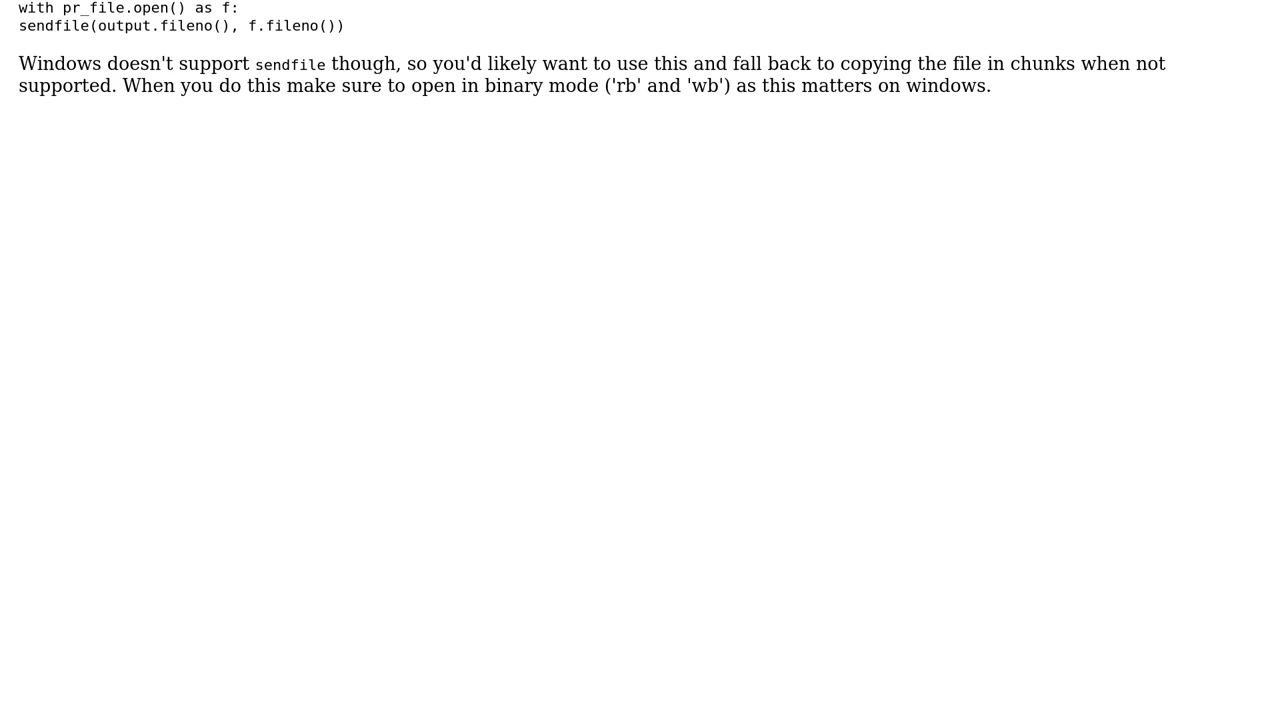 with pr_file.open() as f:
sendfile(output.fileno(), f.fileno())
Windows doesn't support sendfile though, so you'd likely want to use this and fall back to copying the file in chunks when not
supported. When you do this make sure to open in binary mode ('rb' and 'wb') as this matters on windows.